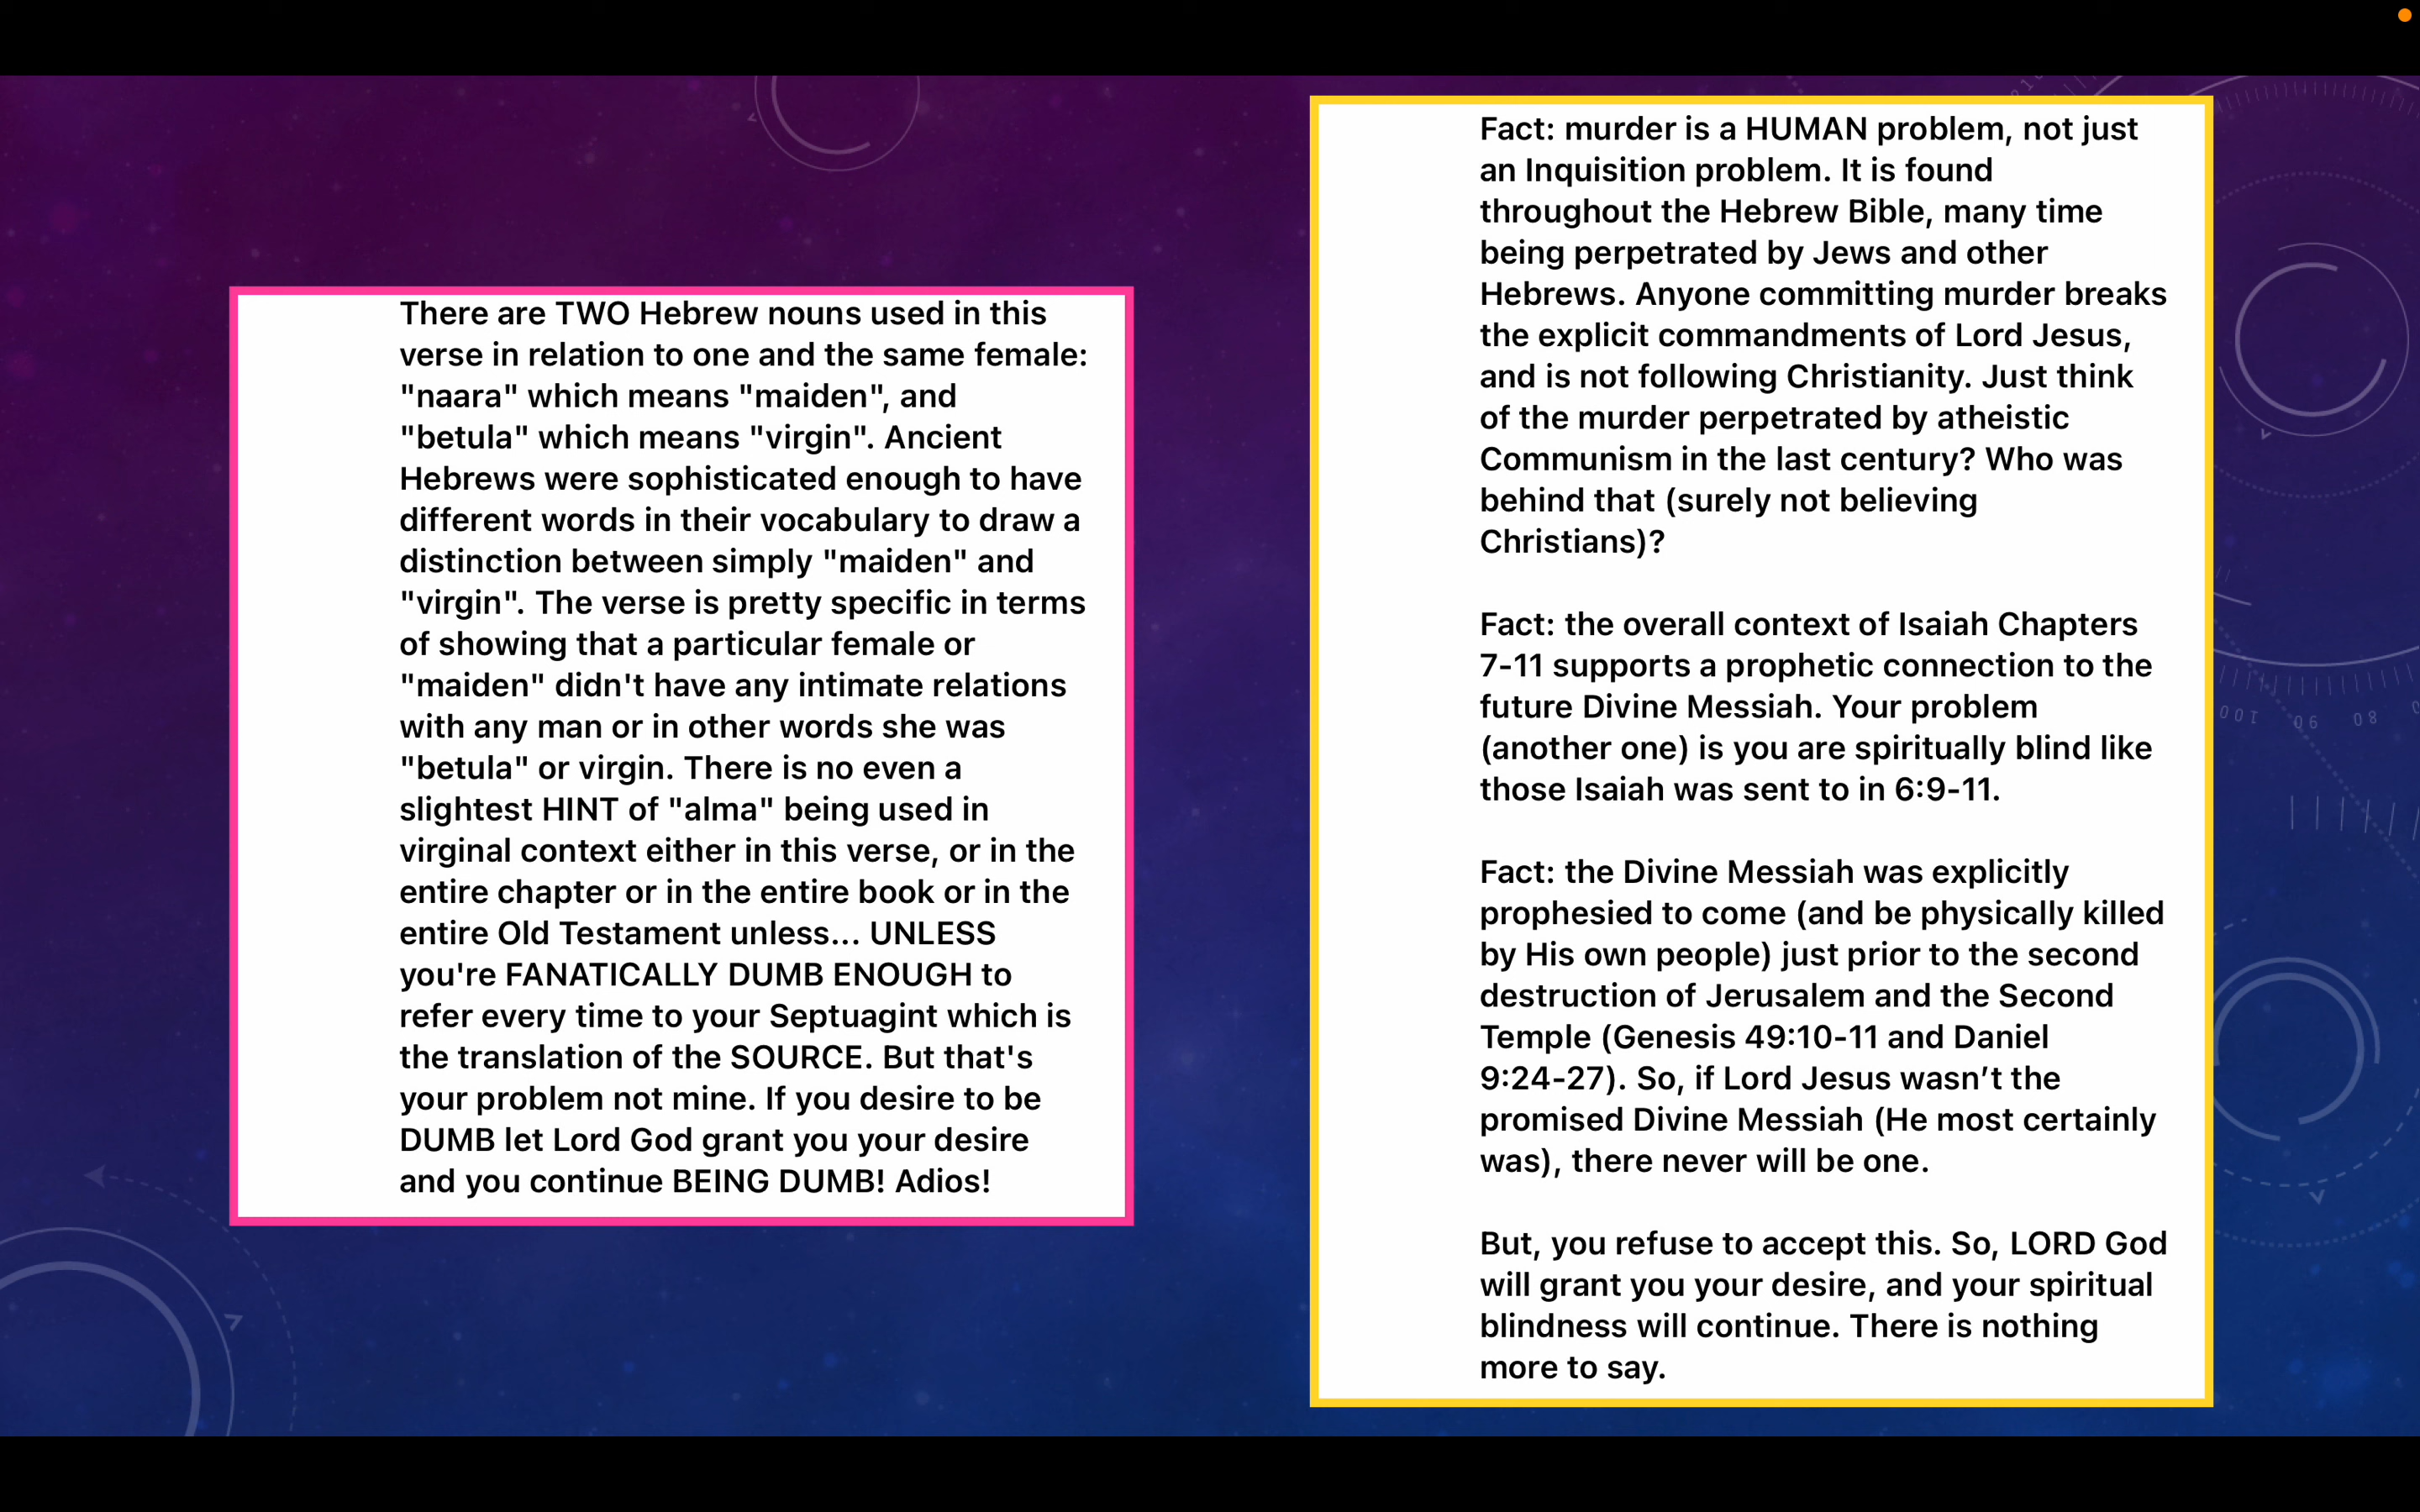 There are TWO Hebrew nouns used in this
verse in relation to one and the same female:
"naara" which means "maiden", and
"betula" which means "virgin". Ancient
Hebrews were sophisticated enough to have
different words in their vocabulary to draw a
distinction between simply "maiden" and
"virgin". The verse is pretty specific in terms
of showing that a particular female or
"maiden" didn't have any intimate relations
with any man or in other words she was
"betula" or virgin. There is no even a
slightest HINT of "alma" being used in
virginal context either in this verse, or in the
entire chapter or in the entire book or in the
entire Old Testament unless... UNLESS
you're FANATICALLY DUMB ENOUGH to
refer every time to your Septuagint which is
the translation of the SOURCE. But that's
your problem not mine. If you desire to be
DUMB let Lord God grant you your desire
and you continue BEING DUMB! Adios!
Fact: murder is a HUMAN problem, not just
an Inquisition problem. It is found
throughout the Hebrew Bible, many time
being perpetrated by Jews and other
Hebrews. Anyone committing murder breaks
the explicit commandments of Lord Jesus,
and is not following Christianity. Just think
of the murder perpetrated by atheistic
Communism in the last century? Who was
behind that (surely not believing
Christians)?
Fact: the overall context of Isaiah Chapters
7-11 supports a prophetic connection to the
future Divine Messiah. Your problem
(another one) is you are spiritually blind like
those Isaiah was sent to in 6:9-11.
Fact: the Divine Messiah was explicitly
prophesied to come (and be physically killed
by His own people) just prior to the second
destruction of Jerusalem and the Second
Temple (Genesis 49:10-11 and Daniel
9:24-27). So, if Lord Jesus wasn’t the
promised Divine Messiah (He most certainly
was), there never will be one.
But, you refuse to accept this. So, LORD God
will grant you your desire, and your spiritual
blindness will continue. There is nothing
more to say.